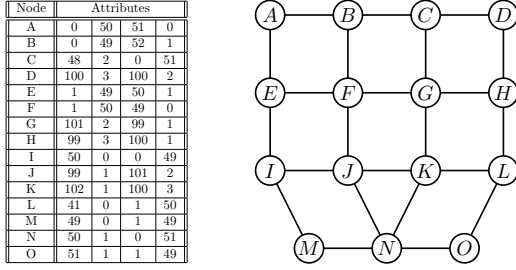 Node Attributes
A 0 50 51 0
B 0 49 52 1
C 48 2 0 51
D 100 3 100 2
E 1 49 50 1
F 1 50 49 0
G 101 2 99 1
H 99 3 100 1
I 50 0 0 49
J 99 1 101 2
K 102 1 100 3
L 41 0 1 50
M 49 0 1 49
N 50 1 0 51
O 51 1 1 49
A B C D
E F G H
I J K L
M N O